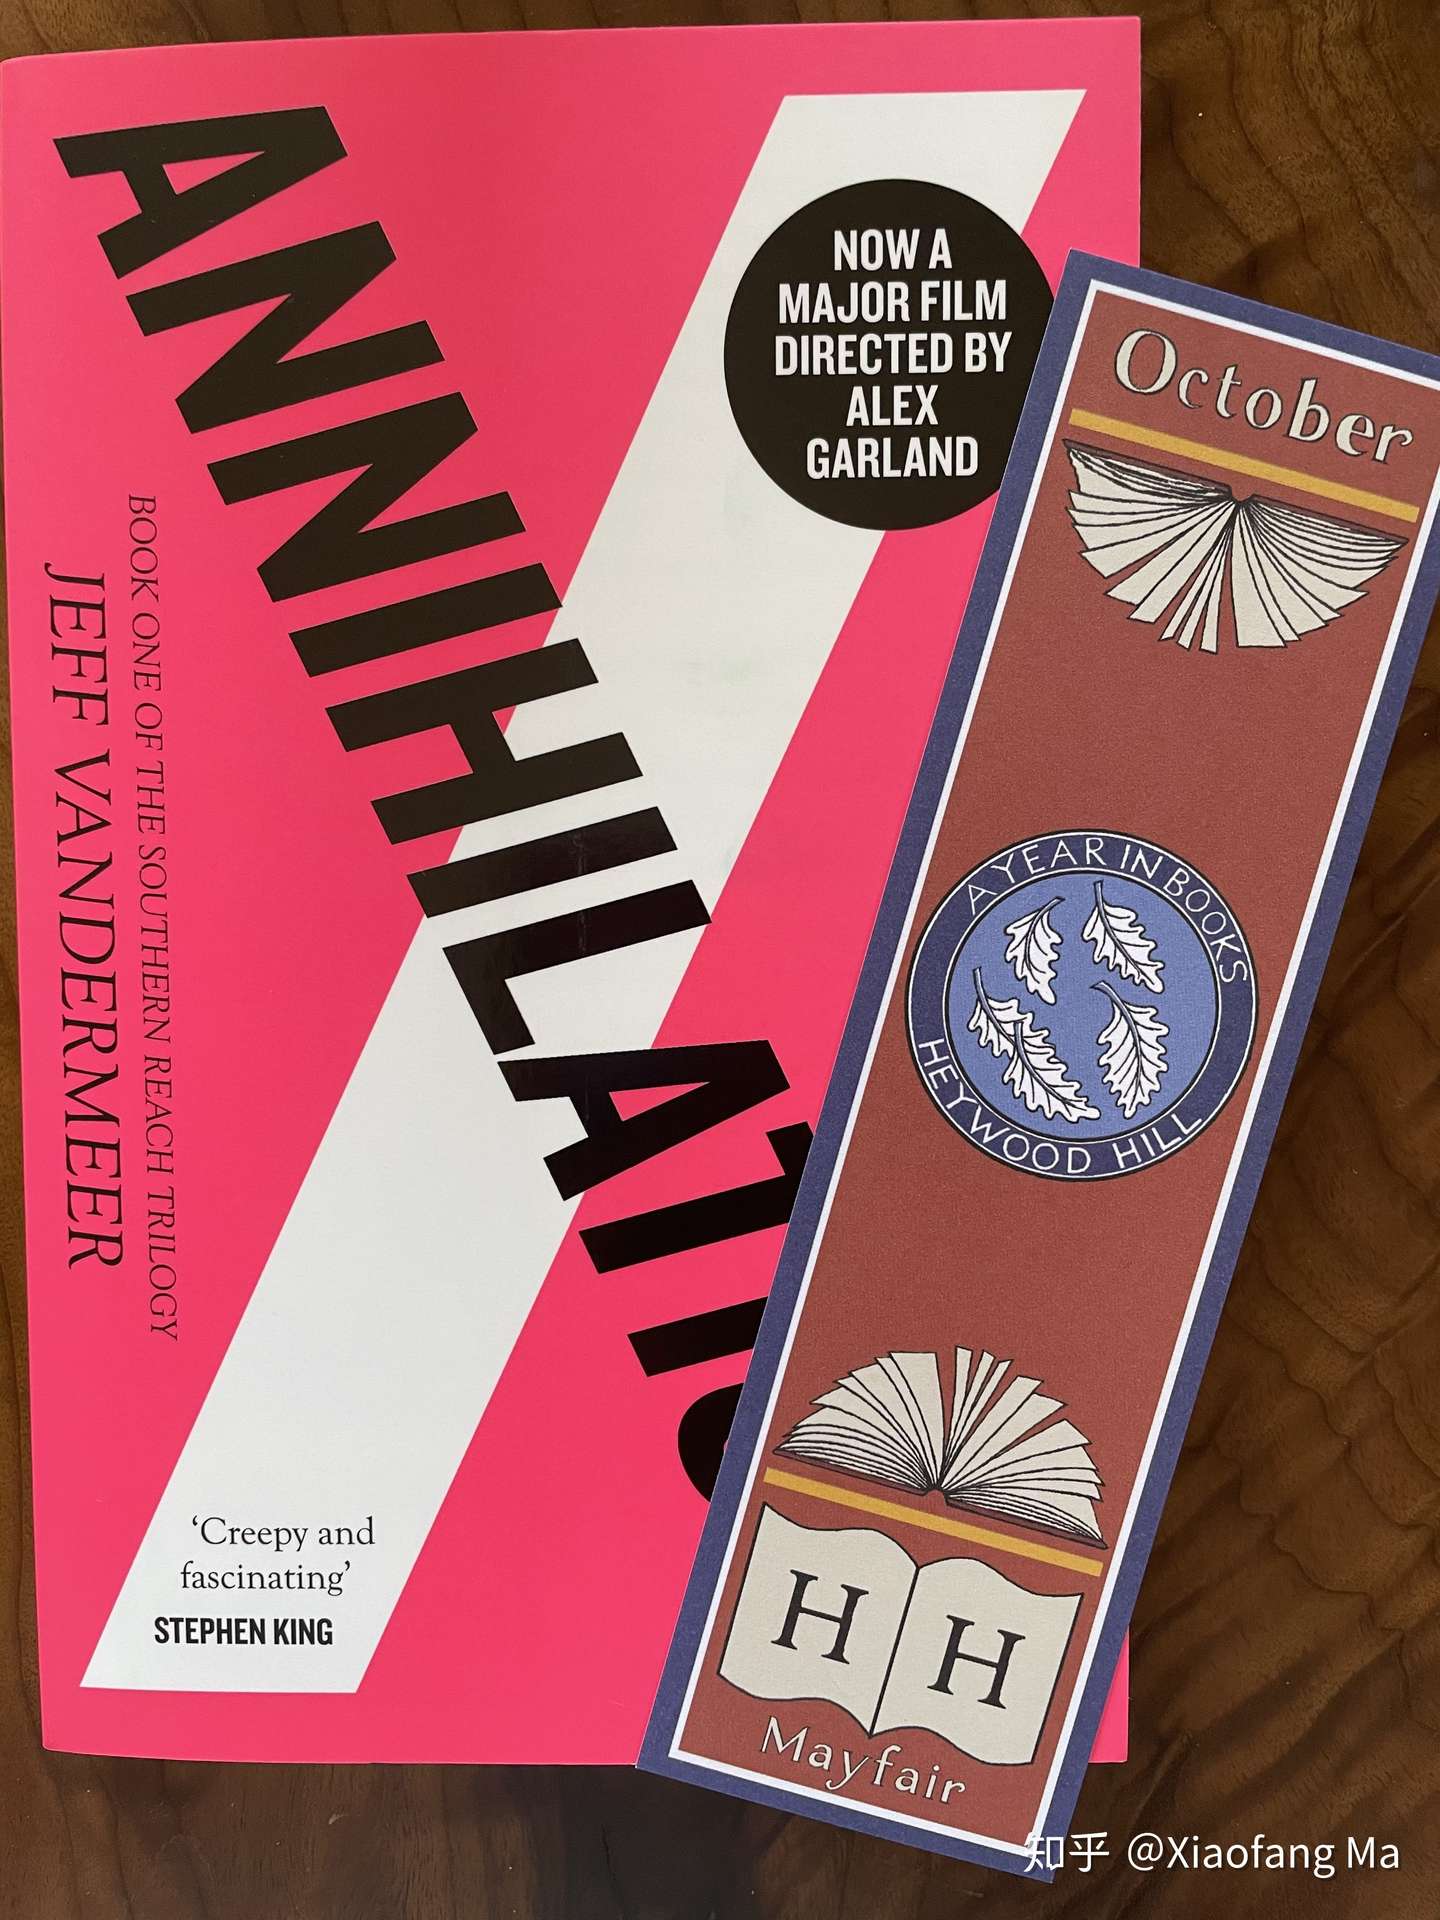 ANNIHILATIO
NOW A
MAJOR FILM
DIRECTED BY
ALEX
GARLAND
BOOK ONE OF THE SOUTHERN REACH TRILOGY
JEFF VANDERMEER
‘Creepy and
fascinating’
STEPHEN KING
October
A YEAR IN BOOKS
HEYWOOD HILL
H H
Mayfair
知乎 @Xiaofang Ma